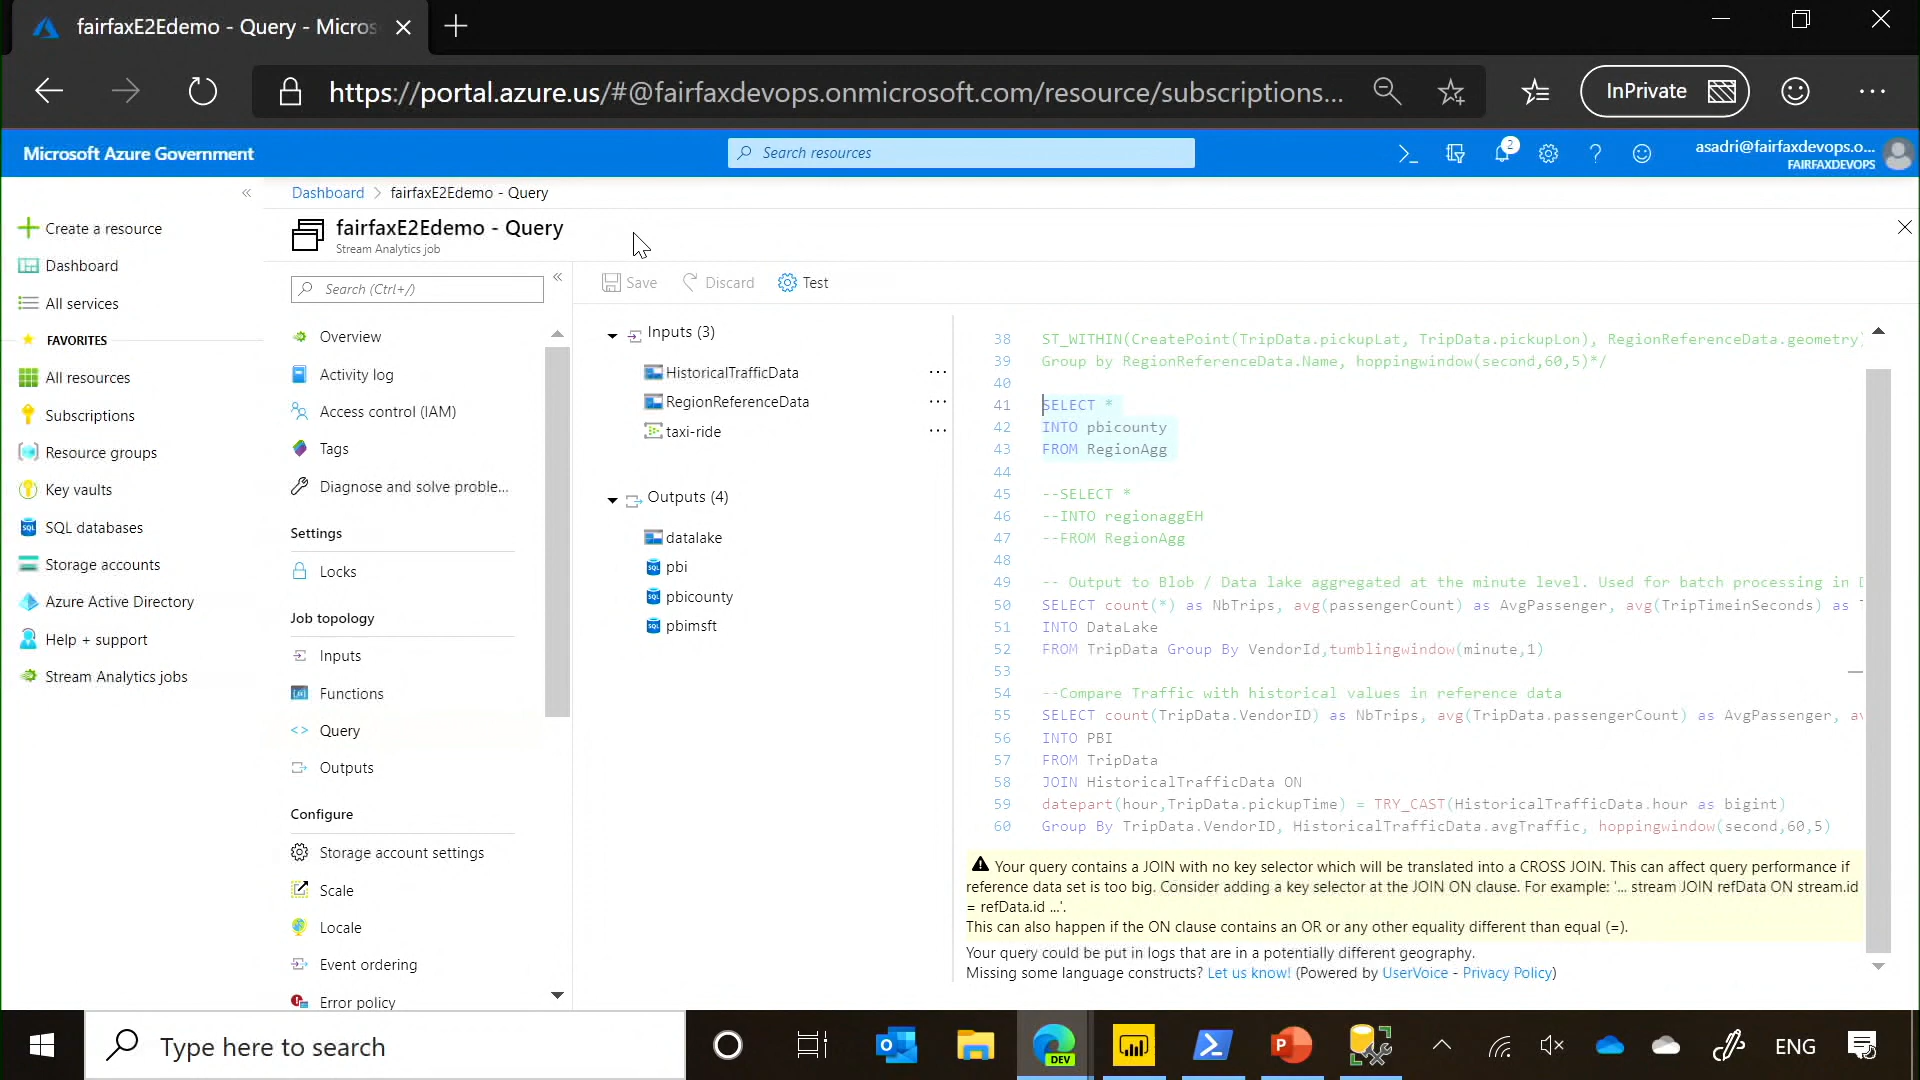 fairfaxE2Edemo - Query - Micros
https://portal.azure.us/#@fairfaxdevops.onmicrosoft.com/resource/subscriptions...
InPrivate
Microsoft Azure Government
Search resources
2
asadri@fairfaxdevops.o...
FAIRFAXDEVOPS
Dashboard > fairfaxE2Edemo - Query
fairfaxE2Edemo - Query
Stream Analytics job
Create a resource
Dashboard
All services
FAVORITES
All resources
Subscriptions
Resource groups
Key vaults
SQL databases
Storage accounts
Azure Active Directory
Help + support
Stream Analytics jobs
Search (Ctrl+/)
Overview
Activity log
Access control (IAM)
Tags
Diagnose and solve proble...
Settings
Locks
Job topology
Inputs
Functions
Query
Outputs
Configure
Storage account settings
Scale
Locale
Event ordering
Error policy
Save
Discard
Test
Inputs (3)
HistoricalTrafficData
RegionReferenceData
taxi-ride
Outputs (4)
datalake
pbi
pbicounty
pbimsft
38 ST_WITHIN(CreatePoint(TripData.pickupLat, TripData.pickupLon), RegionReferenceData.geometry)
39 Group by RegionReferenceData.Name, hoppingwindow(second,60,5)*/
40
41 SELECT *
42 INTO pbicounty
43 FROM RegionAgg
44
45 --SELECT *
46 --INTO regionaggEH
47 --FROM RegionAgg
48
49 -- Output to Blob / Data lake aggregated at the minute level. Used for batch processing in
50 SELECT count(*) as NbTrips, avg(passengerCount) as AvgPassenger, avg(TripTimeinSeconds) as
51 INTO DataLake
52 FROM TripData Group By VendorId,tumblingwindow(minute,1)
53
54 --Compare Traffic with historical values in reference data
55 SELECT count(TripData.VendorID) as NbTrips, avg(TripData.passengerCount) as AvgPassenger,
56 INTO PBI
57 FROM TripData
58 JOIN HistoricalTrafficData ON
59 datepart(hour,TripData.pickupTime) = TRY_CAST(HistoricalTrafficData.hour as bigint)
60 Group By TripData.VendorID, HistoricalTrafficData.avgTraffic, hoppingwindow(second,60,5)
Your query contains a JOIN with no key selector which will be translated into a CROSS JOIN. This can affect query performance if
reference data set is too big. Consider adding a key selector at the JOIN ON clause. For example: '... stream JOIN refData ON stream.id
= refData.id ...'.
This can also happen if the ON clause contains an OR or any other equality different than equal (=).
Your query could be put in logs that are in a potentially different geography.
Missing some language constructs? Let us know! (Powered by UserVoice - Privacy Policy)
Type here to search
DEV
ENG